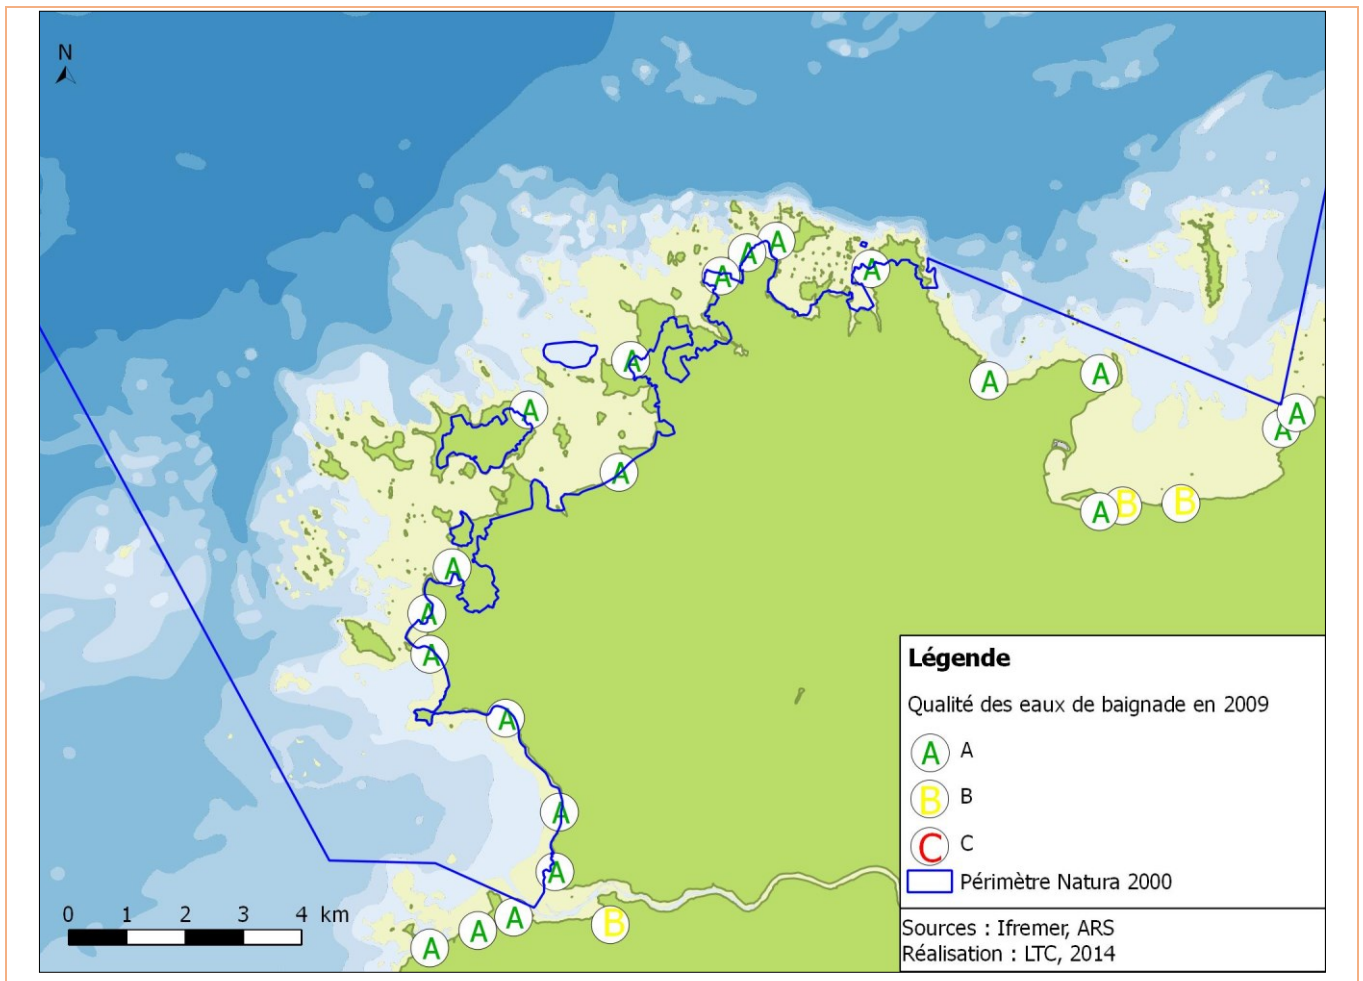 N
A
A
A
A
A
A
A
A
A
A
A
A
A
B
B
A
A
A
A
A
A
A
A
A
B
0 1 2 3 4 km
Légende
Qualité des eaux de baignade en 2009
A A
B B
C C
Périmètre Natura 2000
Sources : Ifremer, ARS
Réalisation : LTC, 2014